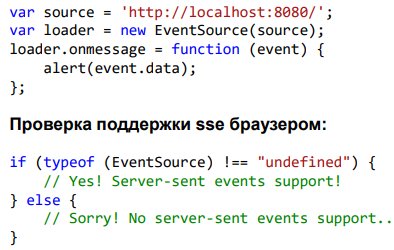 var source = 'http://localhost:8080/';
var loader = new EventSource(source);
loader.onmessage = function (event) {
    alert(event.data);
};
Проверка поддержки sse браузером:
if (typeof (EventSource) !== "undefined") {
    // Yes! Server-sent events support!
} else {
    // Sorry! No server-sent events support..
}